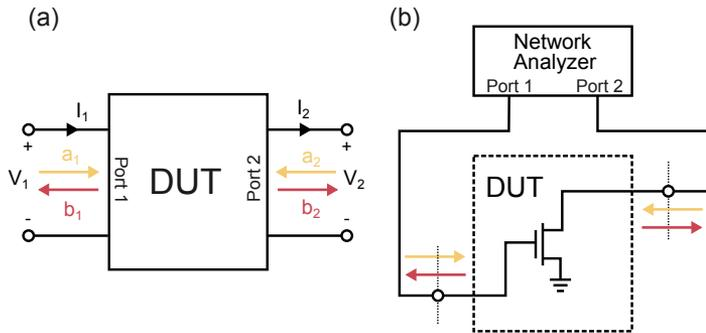 (a)
I1
I2
+
+
a1
a2
V1
Port 1
DUT
Port 2
V2
b1
b2
-
-
(b)
Network
Analyzer
Port 1 Port 2
DUT